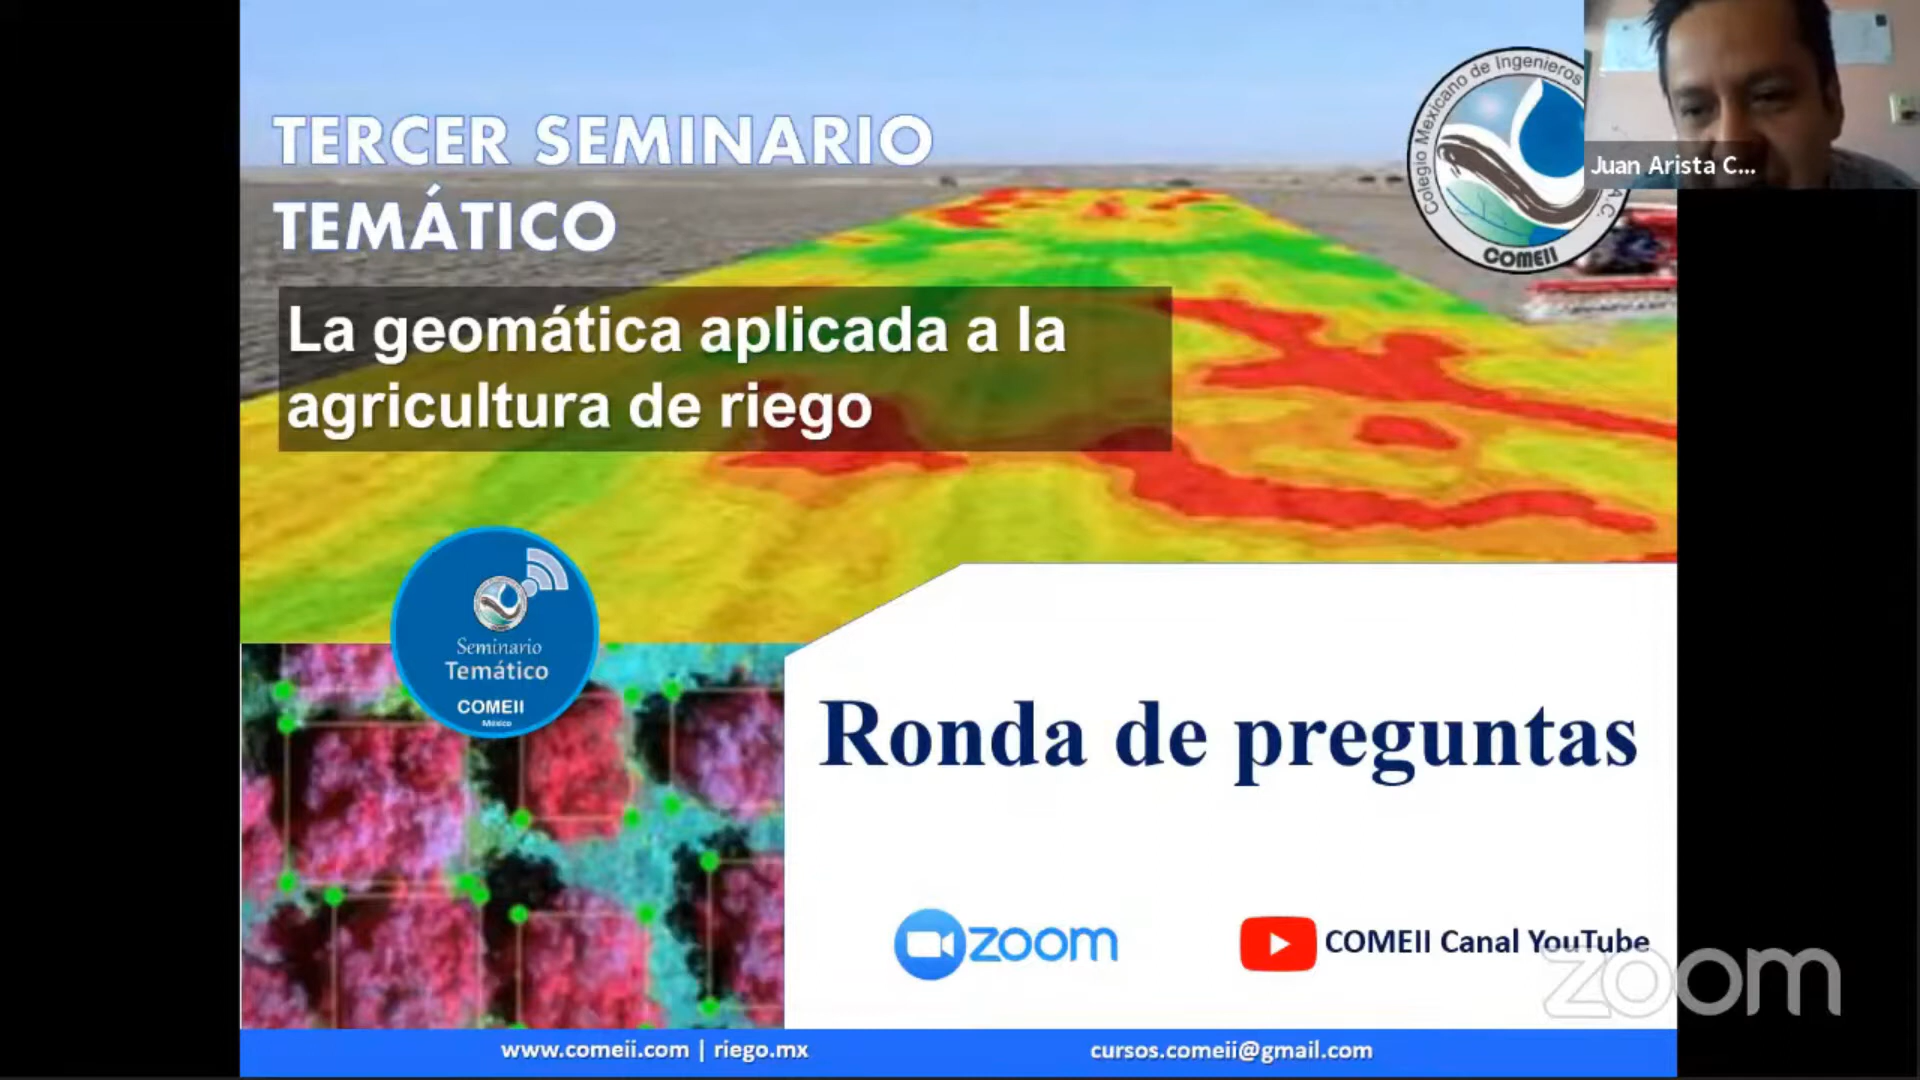 TERCER SEMINARIO
TEMÁTICO
La geomática aplicada a la
agricultura de riego
Colegio Mexicano de Ingenieros
A.C.
COMEII
Juan Arista C...
Seminario
Temático
COMEII
México
Ronda de preguntas
zoom
COMEII Canal YouTube
zoom
www.comeii.com | riego.mx
cursos.comeii@gmail.com